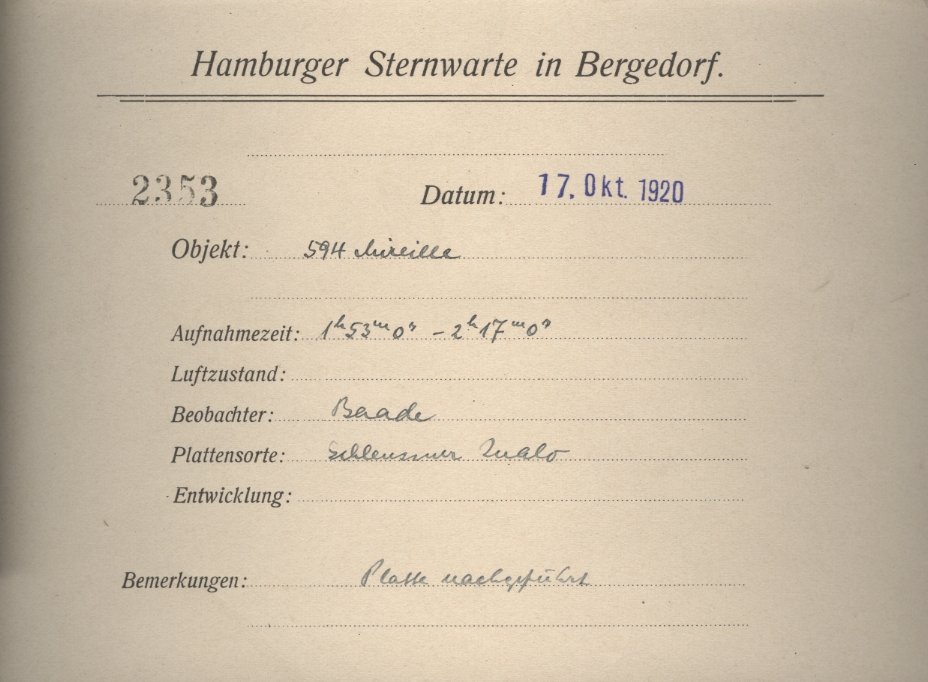 Hamburger Sternwarte in Bergedorf.
2353 Datum: 17. Okt. 1920
Objekt: 594 Mireille
Aufnahmezeit: 1h53m0s - 2h17m0s
Luftzustand:
Beobachter: Baade
Plattensorte: Schleussner
Entwicklung:
Bemerkungen: Platte nachgeführt